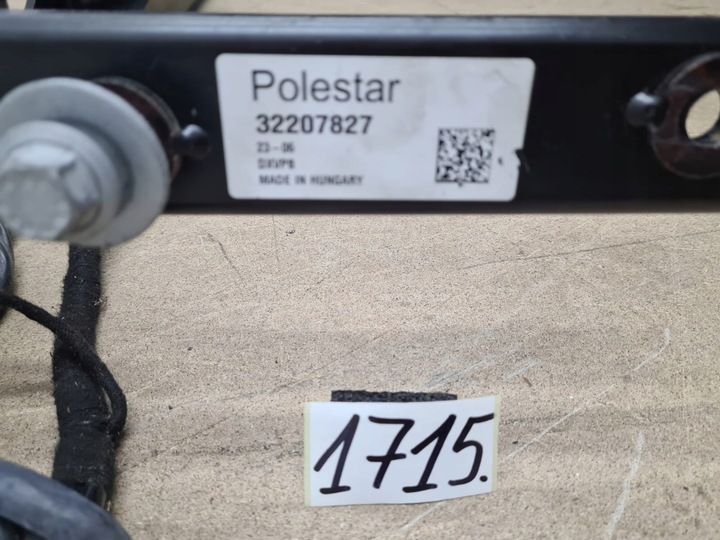 Polestar
32207827
23-06
DXVP8
MADE IN HUNGARY
1715.